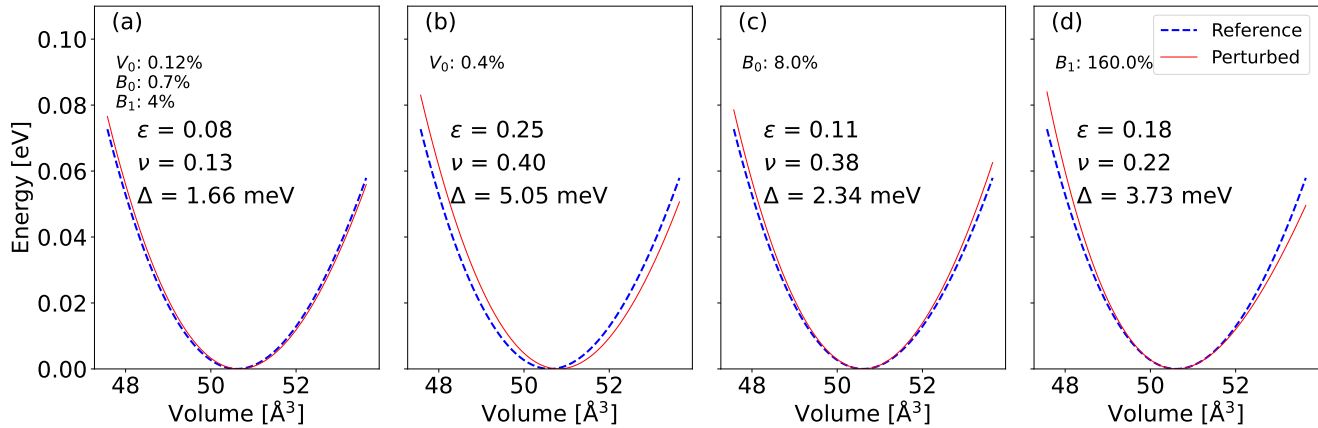 (a)
V₀: 0.12%
B₀: 0.7%
B₁: 4%
ε = 0.08
ν = 0.13
Δ = 1.66 meV
(b)
V₀: 0.4%
ε = 0.25
ν = 0.40
Δ = 5.05 meV
(c)
B₀: 8.0%
ε = 0.11
ν = 0.38
Δ = 2.34 meV
(d)
B₁: 160.0%
ε = 0.18
ν = 0.22
Δ = 3.73 meV
Reference
Perturbed
Energy [eV]
0.10
0.08
0.06
0.04
0.02
0.00
48 50 52
48 50 52
48 50 52
48 50 52
Volume [Å³]
Volume [Å³]
Volume [Å³]
Volume [Å³]